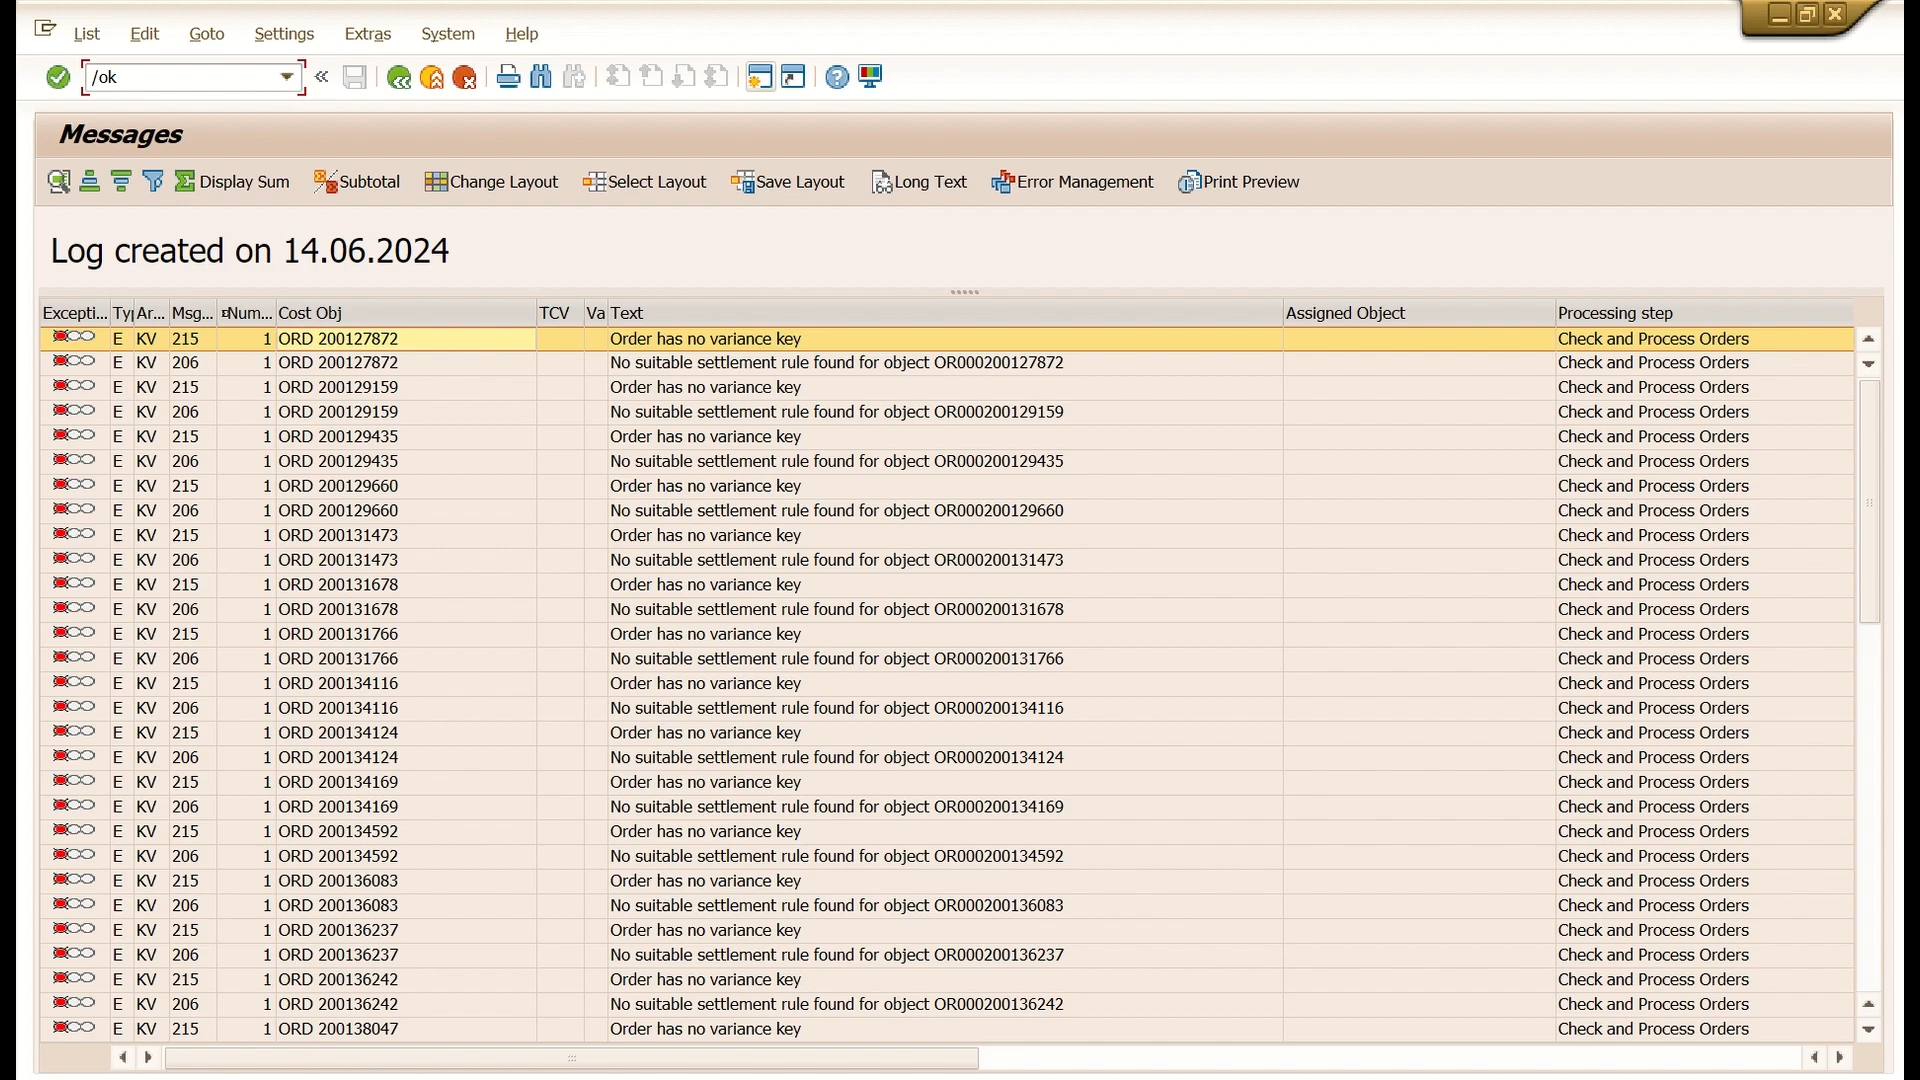 List Edit Goto Settings Extras System Help
/ok
Messages
Display Sum Subtotal Change Layout Select Layout Save Layout Long Text Error Management Print Preview
Log created on 14.06.2024
Excepti... Ty Ar... Msg... Num... Cost Obj TCV Va Text Assigned Object Processing step
E KV 215 1 ORD 200127872 Order has no variance key Check and Process Orders
E KV 206 1 ORD 200127872 No suitable settlement rule found for object OR000200127872 Check and Process Orders
E KV 215 1 ORD 200129159 Order has no variance key Check and Process Orders
E KV 206 1 ORD 200129159 No suitable settlement rule found for object OR000200129159 Check and Process Orders
E KV 215 1 ORD 200129435 Order has no variance key Check and Process Orders
E KV 206 1 ORD 200129435 No suitable settlement rule found for object OR000200129435 Check and Process Orders
E KV 215 1 ORD 200129660 Order has no variance key Check and Process Orders
E KV 206 1 ORD 200129660 No suitable settlement rule found for object OR000200129660 Check and Process Orders
E KV 215 1 ORD 200131473 Order has no variance key Check and Process Orders
E KV 206 1 ORD 200131473 No suitable settlement rule found for object OR000200131473 Check and Process Orders
E KV 215 1 ORD 200131678 Order has no variance key Check and Process Orders
E KV 206 1 ORD 200131678 No suitable settlement rule found for object OR000200131678 Check and Process Orders
E KV 215 1 ORD 200131766 Order has no variance key Check and Process Orders
E KV 206 1 ORD 200131766 No suitable settlement rule found for object OR000200131766 Check and Process Orders
E KV 215 1 ORD 200134116 Order has no variance key Check and Process Orders
E KV 206 1 ORD 200134116 No suitable settlement rule found for object OR000200134116 Check and Process Orders
E KV 215 1 ORD 200134124 Order has no variance key Check and Process Orders
E KV 206 1 ORD 200134124 No suitable settlement rule found for object OR000200134124 Check and Process Orders
E KV 215 1 ORD 200134169 Order has no variance key Check and Process Orders
E KV 206 1 ORD 200134169 No suitable settlement rule found for object OR000200134169 Check and Process Orders
E KV 215 1 ORD 200134592 Order has no variance key Check and Process Orders
E KV 206 1 ORD 200134592 No suitable settlement rule found for object OR000200134592 Check and Process Orders
E KV 215 1 ORD 200136083 Order has no variance key Check and Process Orders
E KV 206 1 ORD 200136083 No suitable settlement rule found for object OR000200136083 Check and Process Orders
E KV 215 1 ORD 200136237 Order has no variance key Check and Process Orders
E KV 206 1 ORD 200136237 No suitable settlement rule found for object OR000200136237 Check and Process Orders
E KV 215 1 ORD 200136242 Order has no variance key Check and Process Orders
E KV 206 1 ORD 200136242 No suitable settlement rule found for object OR000200136242 Check and Process Orders
E KV 215 1 ORD 200138047 Order has no variance key Check and Process Orders